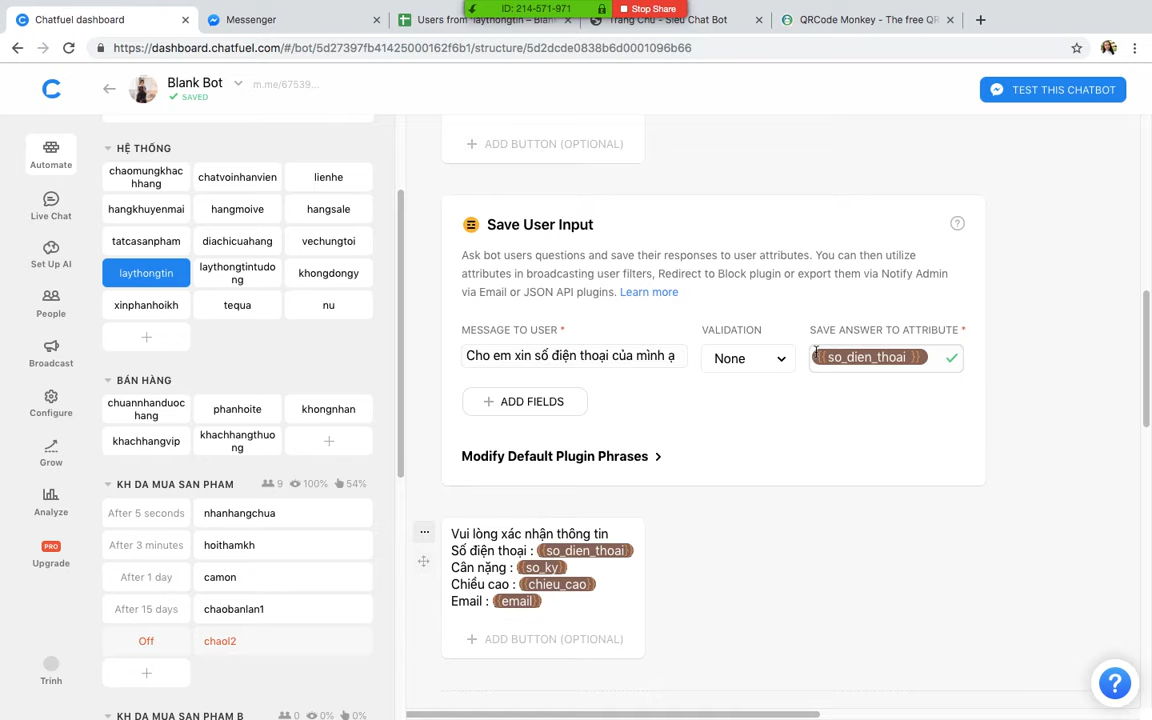 Chatfuel dashboard
Messenger
Users from 'laythongtin' – Blan
ID: 214-571-971
Stop Share
Trang Chủ - Siêu Chat Bot
QRCode Monkey - The free QR
https://dashboard.chatfuel.com/#/bot/5d27397fb41425000162f6b1/structure/5d2dcde0838b6d0001096b66
Blank Bot
m.me/67539...
SAVED
TEST THIS CHATBOT
Automate
Live Chat
Set Up AI
People
Broadcast
Configure
Grow
Analyze
PRO
Upgrade
Trinh
HỆ THỐNG
chaomungkhac
hhang
chatvoinhanvien
lienhe
hangkhuyenmai
hangmoive
hangsale
tatcasanpham
diachicuahang
vechungtoi
laythongtin
laythongtintudo
ng
khongdongy
xinphanhoikh
tequa
nu
BÁN HÀNG
chuannhanduoc
hang
phanhoite
khongnhan
khachhangvip
khachhangthuo
ng
KH DA MUA SAN PHAM
9
100%
54%
After 5 seconds
nhanhangchua
After 3 minutes
hoithamkh
After 1 day
camon
After 15 days
chaobanlan1
Off
chaol2
KH DA MUA SAN PHAM B
0
0%
0%
ADD BUTTON (OPTIONAL)
Save User Input
Ask bot users questions and save their responses to user attributes. You can then utilize
attributes in broadcasting user filters, Redirect to Block plugin or export them via Notify Admin
via Email or JSON API plugins. Learn more
MESSAGE TO USER *
VALIDATION
SAVE ANSWER TO ATTRIBUTE *
Cho em xin số điện thoại của mình ạ
None
{{so_dien_thoai }}
ADD FIELDS
Modify Default Plugin Phrases
Vui lòng xác nhận thông tin
Số điện thoại : {{so_dien_thoai}}
Cân nặng : {{so_ky}}
Chiều cao : {{chieu_cao}}
Email : {{email}}
ADD BUTTON (OPTIONAL)